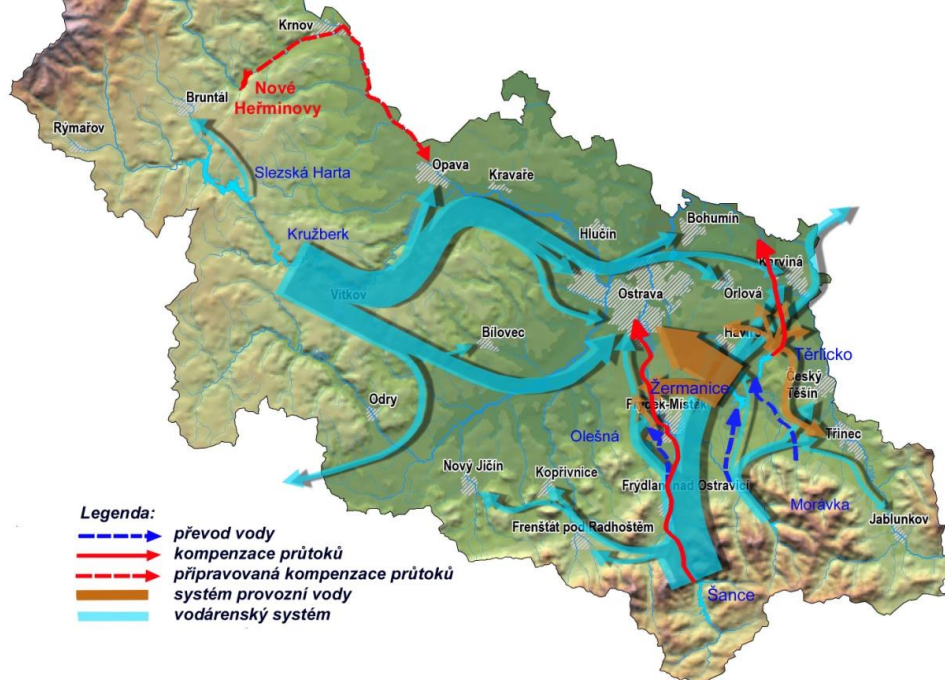 Krnov
Nové
Heřminovy
Bruntál
Rýmařov
Slezská Harta
Opava
Kravaře
Kružberk
Hlučín
Bohumín
Karviná
Vítkov
Ostrava
Orlová
Bílovec
Havířov
Těrlicko
Žermanice
Český
Těšín
Odry
Frýdek-Místek
Olešná
Třinec
Nový Jičín
Kopřivnice
Frýdlant nad Ostravicí
Morávka
Frenštát pod Radhoštěm
Jablunkov
Šance
Legenda:
převod vody
kompenzace průtoků
připravovaná kompenzace průtoků
systém provozní vody
vodárenský systém